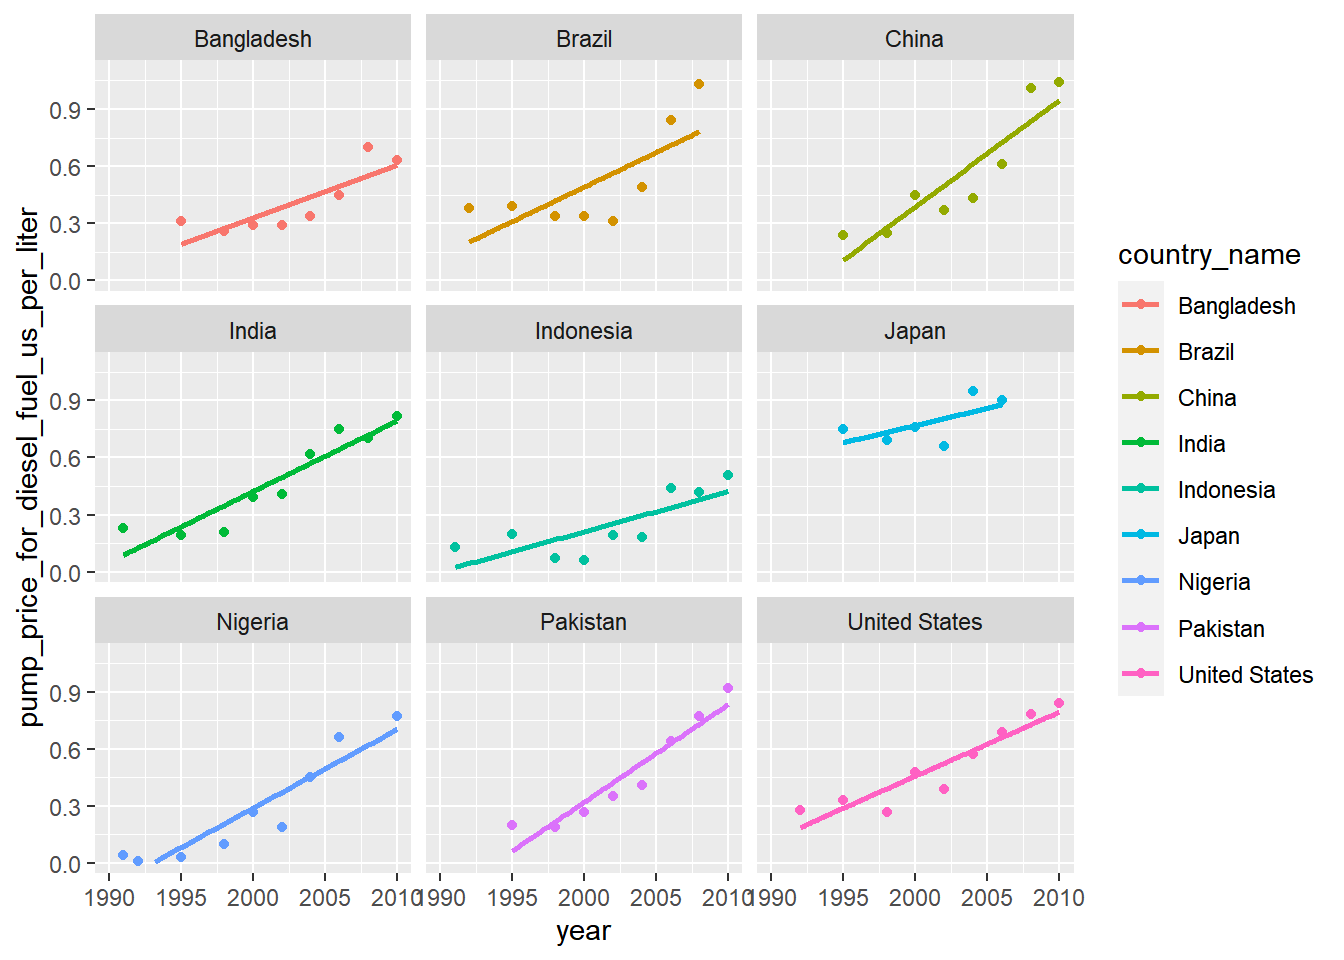 Bangladesh
Brazil
China
0.9
0.6
0.3
0.0
India
Indonesia
Japan
0.9
0.6
0.3
0.0
Nigeria
Pakistan
United States
0.9
0.6
0.3
0.0
1990 1995 2000 2005 2010
1990 1995 2000 2005 2010
1990 1995 2000 2005 2010
year
pump_price_for_diesel_fuel_us_per_liter
country_name
Bangladesh
Brazil
China
India
Indonesia
Japan
Nigeria
Pakistan
United States